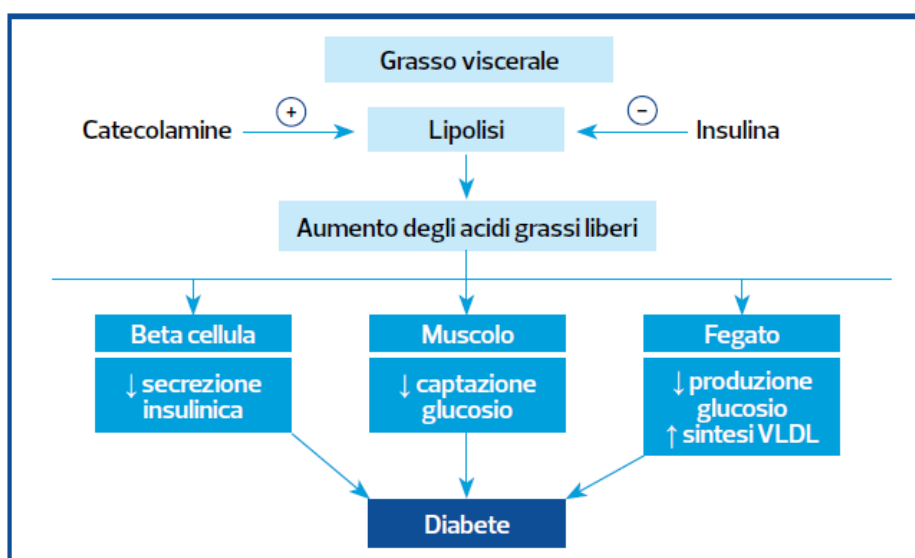 Grasso viscerale
Catecolamine
+
Lipolisi
−
Insulina
Aumento degli acidi grassi liberi
Beta cellula
↓ secrezione
insulinica
Muscolo
↓ captazione
glucosio
Fegato
↓ produzione
glucosio
↑ sintesi VLDL
Diabete